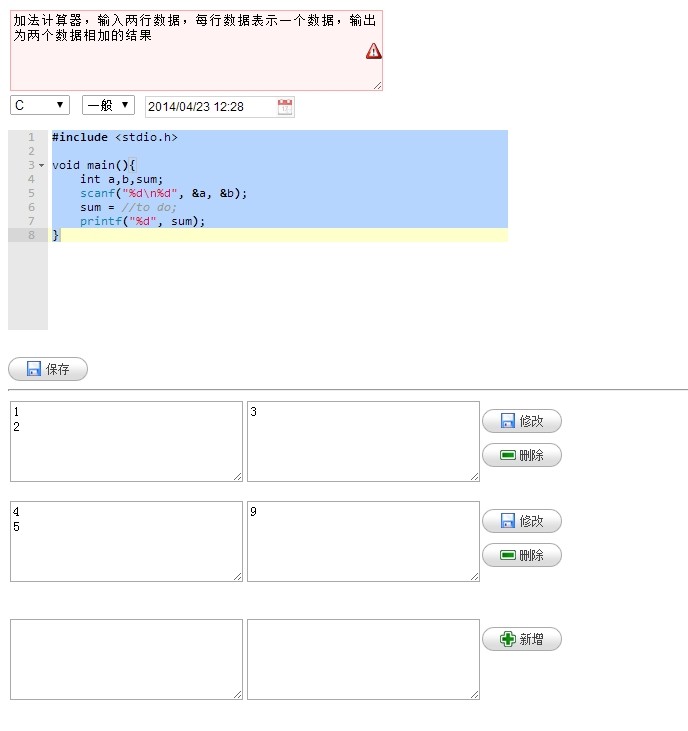 加法计算器，输入两行数据，每行数据表示一个数据，输出
为两个数据相加的结果
C 一般 2014/04/23 12:28
1 #include <stdio.h>
2
3 void main(){
4 int a,b,sum;
5 scanf("%d\n%d", &a, &b);
6 sum = //to do;
7 printf("%d", sum);
8 }
保存
1 3 修改
2
删除
4 9 修改
5
删除
新增